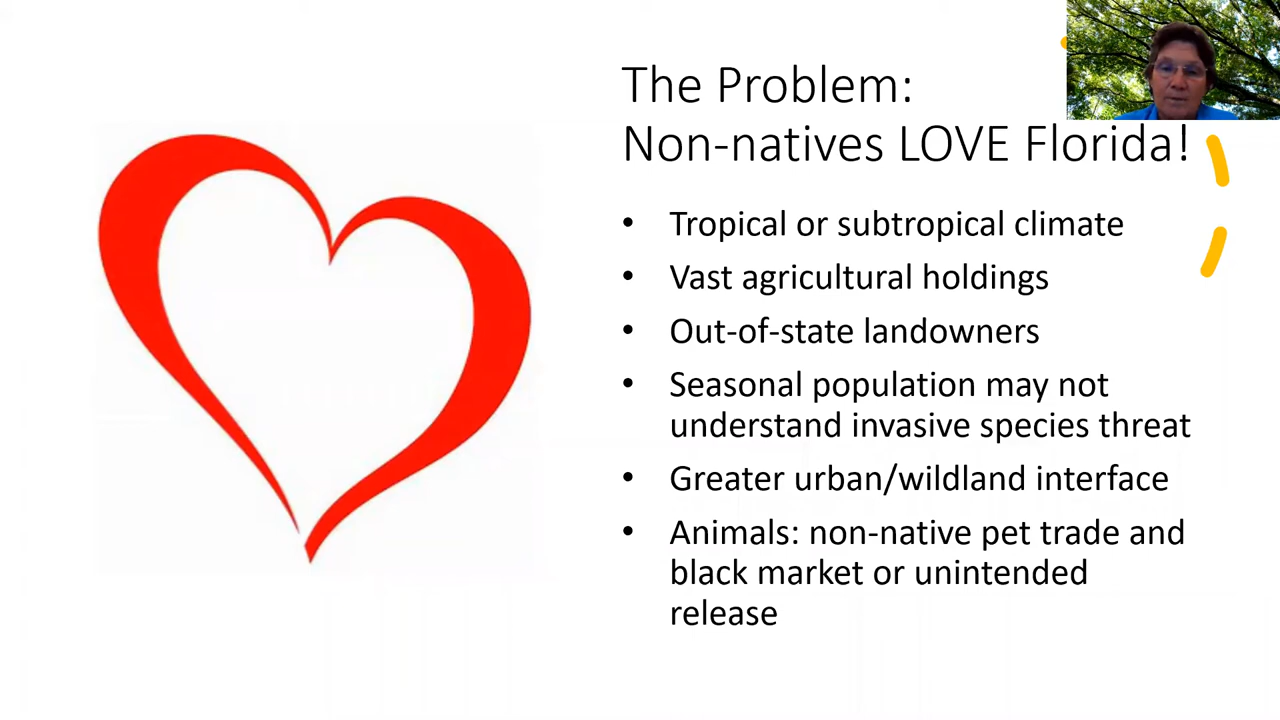 The Problem:
Non-natives LOVE Florida!
• Tropical or subtropical climate
• Vast agricultural holdings
• Out-of-state landowners
• Seasonal population may not
understand invasive species threat
• Greater urban/wildland interface
• Animals: non-native pet trade and
black market or unintended
release